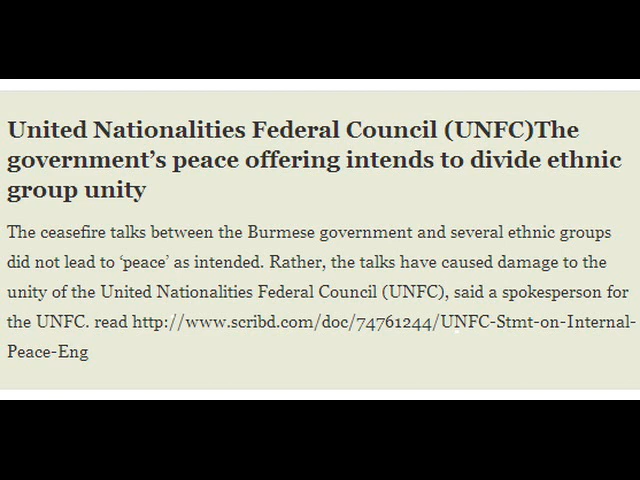 United Nationalities Federal Council (UNFC)The
government’s peace offering intends to divide ethnic
group unity
The ceasefire talks between the Burmese government and several ethnic groups
did not lead to ‘peace’ as intended. Rather, the talks have caused damage to the
unity of the United Nationalities Federal Council (UNFC), said a spokesperson for
the UNFC. read http://www.scribd.com/doc/74761244/UNFC-Stmt-on-Internal-
Peace-Eng